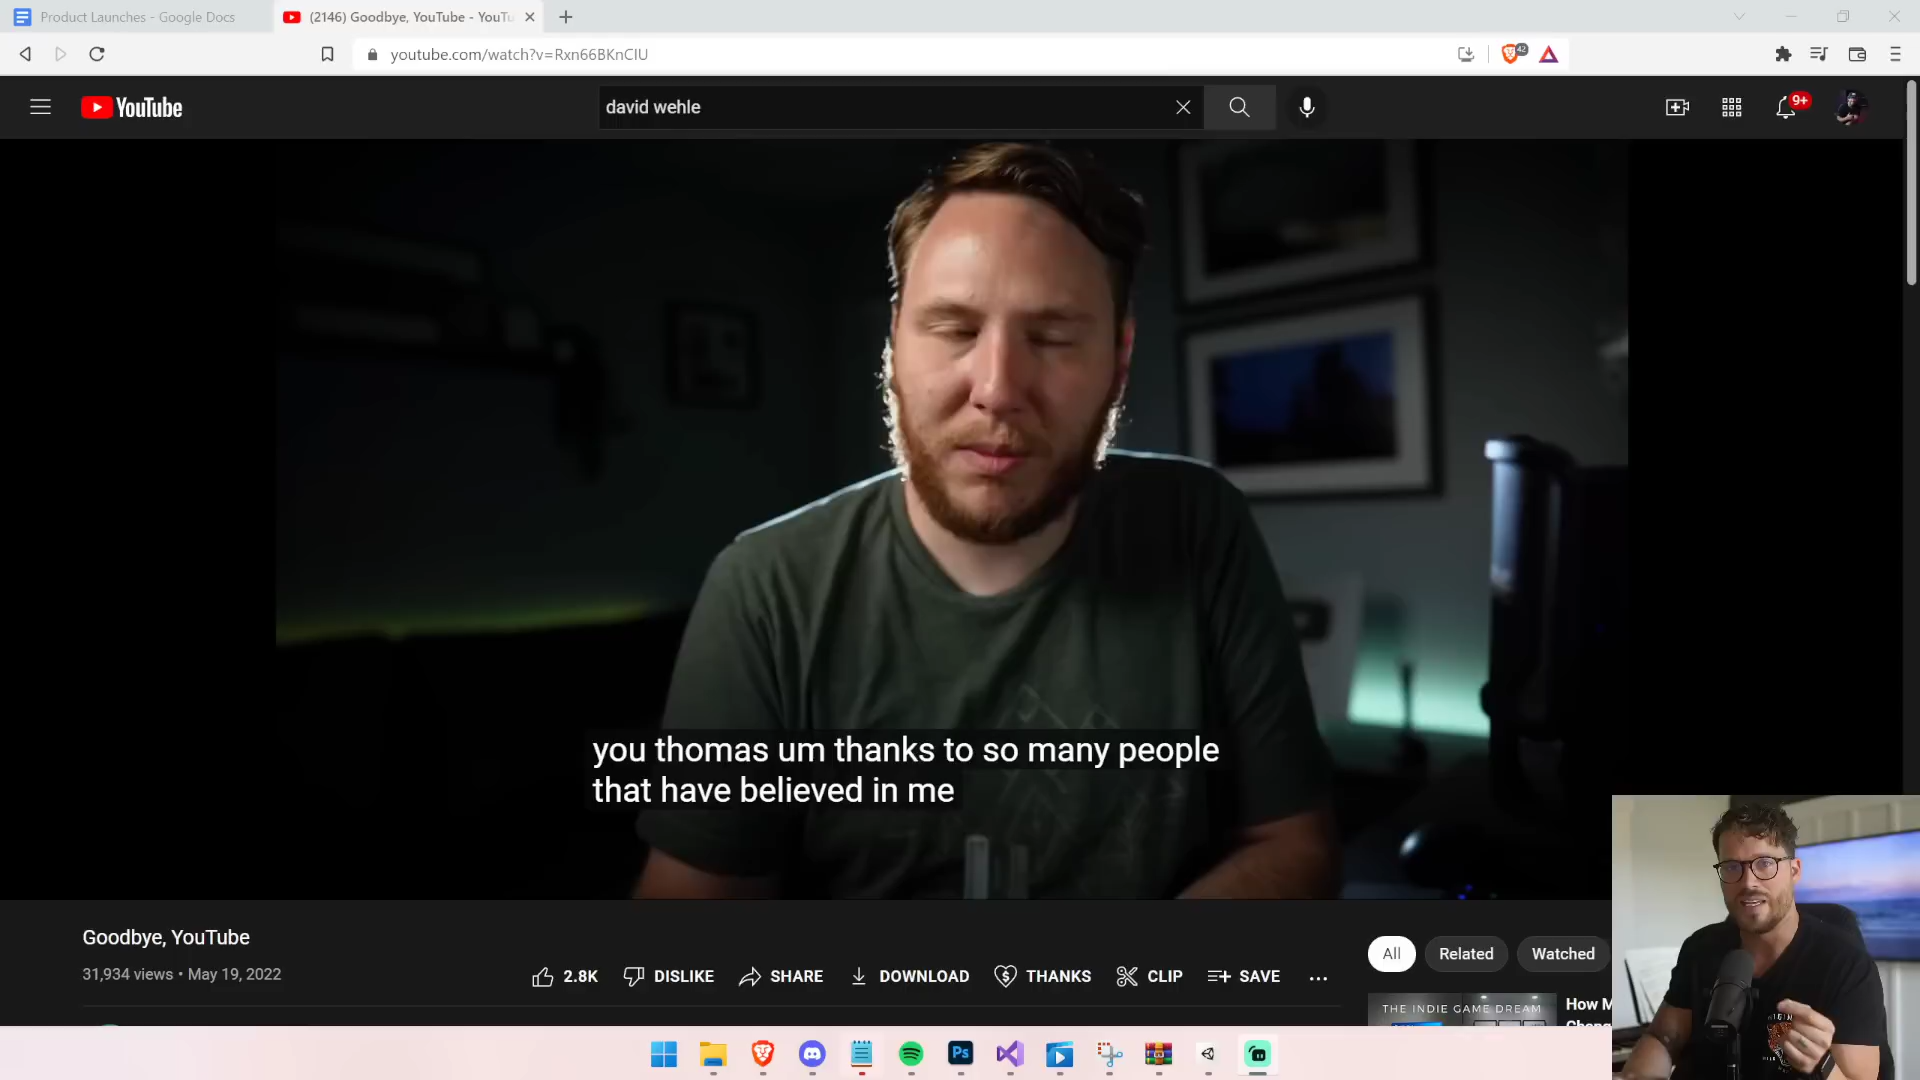 Product Launches - Google Docs
(2146) Goodbye, YouTube - YouTu
youtube.com/watch?v=Rxn66BKnCIU
42
YouTube
david wehle
9+
you thomas um thanks to so many people
that have believed in me
Goodbye, YouTube
31,934 views • May 19, 2022
2.8K
DISLIKE
SHARE
DOWNLOAD
THANKS
CLIP
SAVE
All
Related
Watched
THE INDIE GAME DREAM
How M
Ps